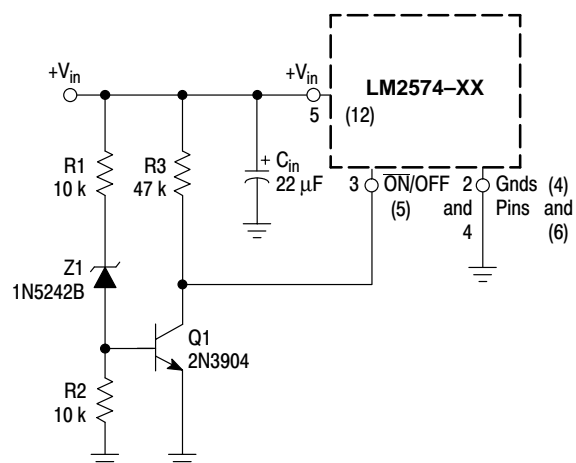 +Vin
+Vin
LM2574–XX
5 (12)
R1
10 k
R3
47 k
+ Cin
22 μF
3 ON/OFF
(5)
2 Gnds (4)
and Pins and
4 (6)
Z1
1N5242B
Q1
2N3904
R2
10 k